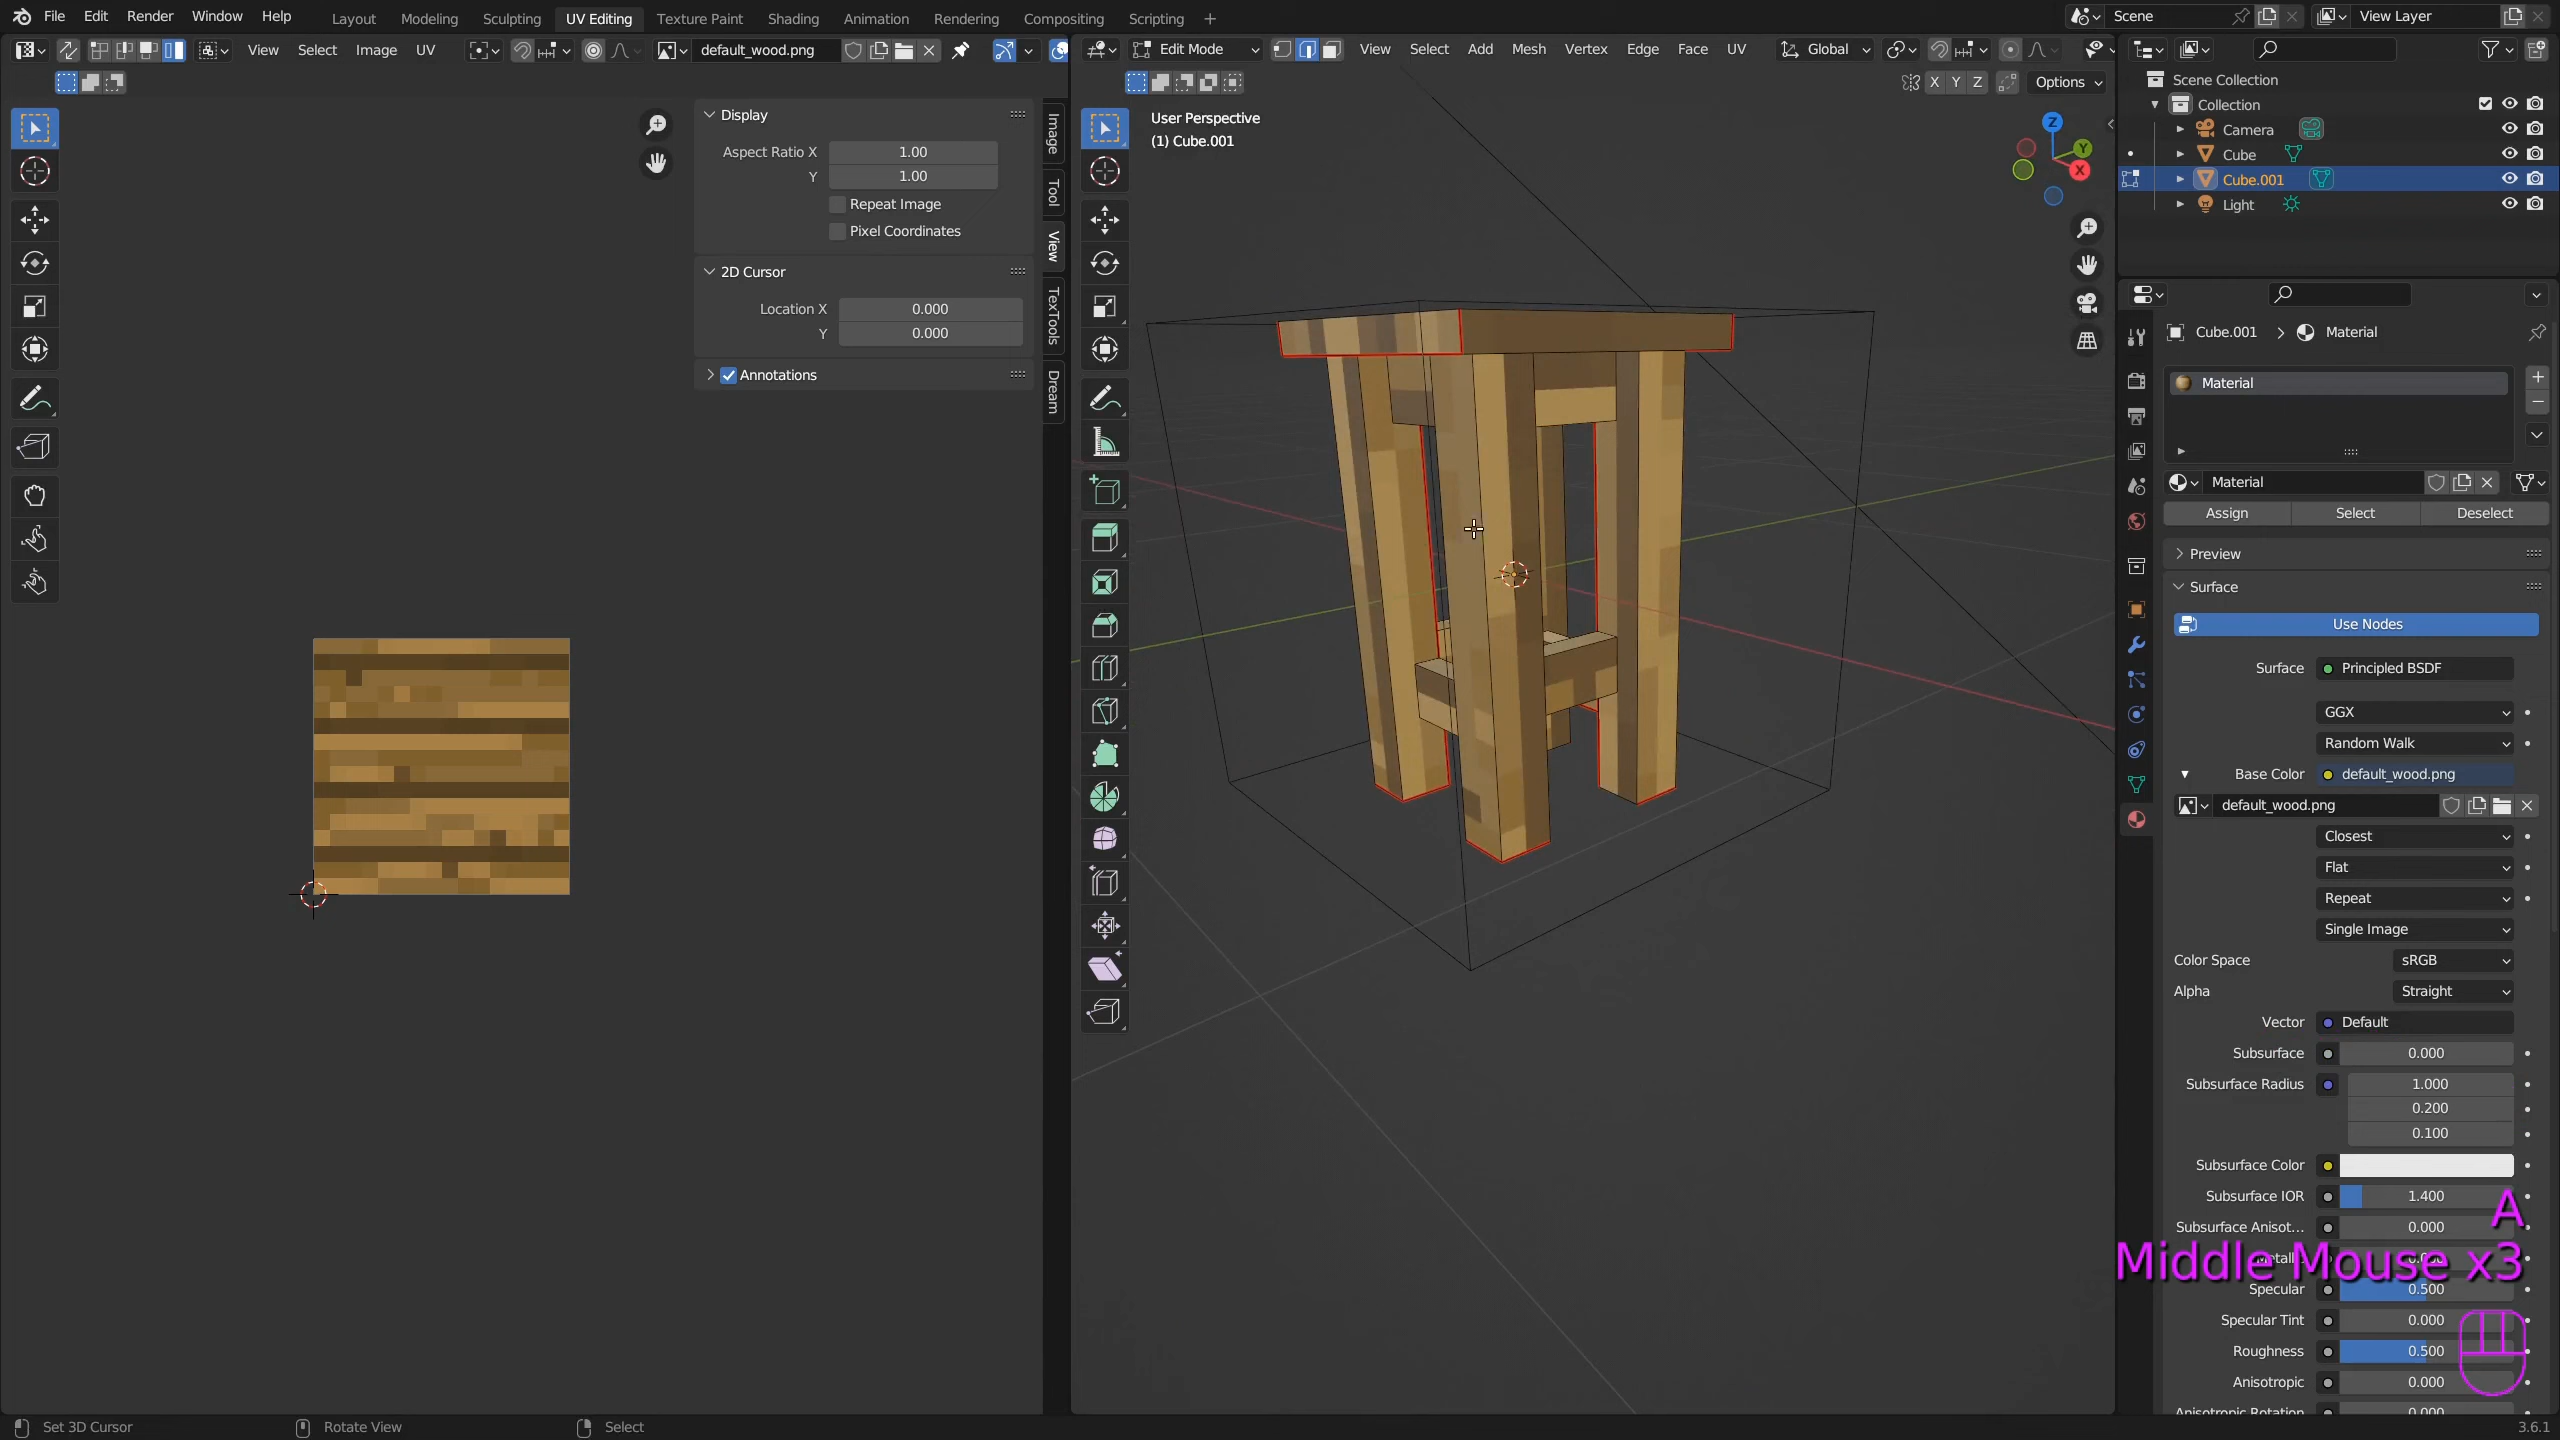 File Edit Render Window Help Layout Modeling Sculpting UV Editing Texture Paint Shading Animation Rendering Compositing Scripting + Scene View Layer
View Select Image UV default_wood.png Edit Mode View Select Add Mesh Vertex Edge Face UV Global
X Y Z Options
Display
Aspect Ratio X 1.00
Y 1.00
Repeat Image
Pixel Coordinates
2D Cursor
Location X 0.000
Y 0.000
Annotations
Image
Tool
View
TexTools
Dream
User Perspective
(1) Cube.001
Z
Y
X
Scene Collection
Collection
Camera
Cube
Cube.001
Light
Cube.001 > Material
Material
Material
Assign Select Deselect
Preview
Surface
Use Nodes
Surface Principled BSDF
GGX
Random Walk
Base Color default_wood.png
default_wood.png
Closest
Flat
Repeat
Single Image
Color Space sRGB
Alpha Straight
Vector Default
Subsurface 0.000
Subsurface Radius 1.000
0.200
0.100
Subsurface Color
Subsurface IOR 1.400
Subsurface Anisot... 0.000
A
Middle Mouse x3
Specular 0.500
Specular Tint 0.000
Roughness 0.500
Anisotropic 0.000
Anisotropic Rotation 0.000
Set 3D Cursor Rotate View Select 3.6.1